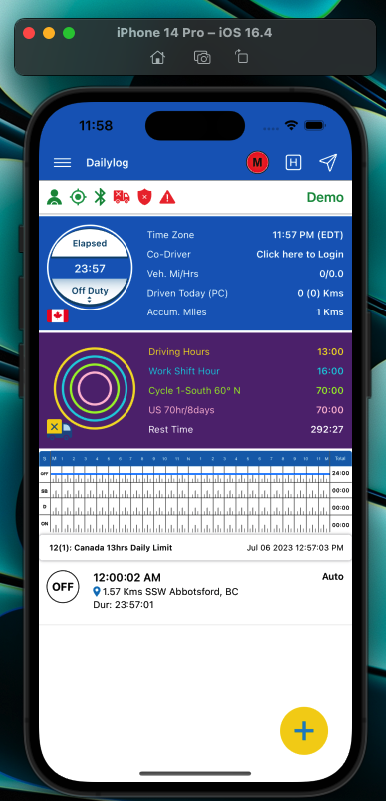 iPhone 14 Pro – iOS 16.4
11:58
Dailylog
M
H
Demo
Elapsed
23:57
Off Duty
Time Zone 11:57 PM (EDT)
Co-Driver Click here to Login
Veh. Mi/Hrs 0/0.0
Driven Today (PC) 0 (0) Kms
Accum. Miles 1 Kms
Driving Hours 13:00
Work Shift Hour 16:00
Cycle 1-South 60° N 70:00
US 70hr/8days 70:00
Rest Time 292:27
S M 1 2 3 4 5 6 7 8 9 10 11 N 1 2 3 4 5 6 7 8 9 10 11 M Total
OFF 24:00
SB 00:00
D 00:00
ON 00:00
12(1): Canada 13hrs Daily Limit Jul 06 2023 12:57:03 PM
OFF
12:00:02 AM Auto
1.57 Kms SSW Abbotsford, BC
Dur: 23:57:01